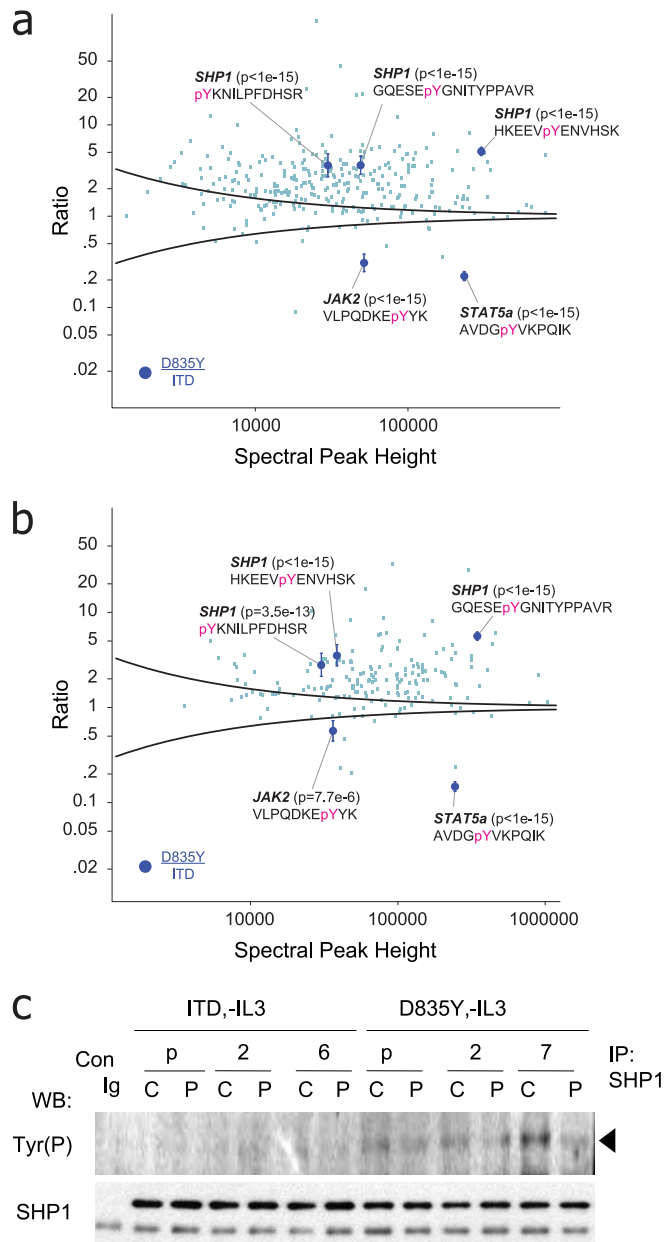 a
50
20
10
5
2
1
.5
0.2
0.1
0.05
.02
Ratio
SHP1 (p<1e-15)
pYKNILPFDHSR
SHP1 (p<1e-15)
GQESEpYGNITYPPAVR
SHP1 (p<1e-15)
HKEEVpYENVHSK
JAK2 (p<1e-15)
VLPQDKEpYYK
STAT5a (p<1e-15)
AVDGpYVKPQIK
D835Y
ITD
10000
100000
Spectral Peak Height
b
50
20
10
5
2
1
.5
.2
0.1
0.05
.02
Ratio
SHP1 (p<1e-15)
HKEEVpYENVHSK
SHP1 (p=3.5e-13)
pYKNILPFDHSR
SHP1 (p<1e-15)
GQESEpYGNITYPPAVR
JAK2 (p=7.7e-6)
VLPQDKEpYYK
STAT5a (p<1e-15)
AVDGpYVKPQIK
D835Y
ITD
10000
100000
1000000
Spectral Peak Height
c
ITD,-IL3
D835Y,-IL3
Con p 2 6 p 2 7 IP:
SHP1
Ig C P C P C P C P C P C P
WB:
Tyr(P)
SHP1